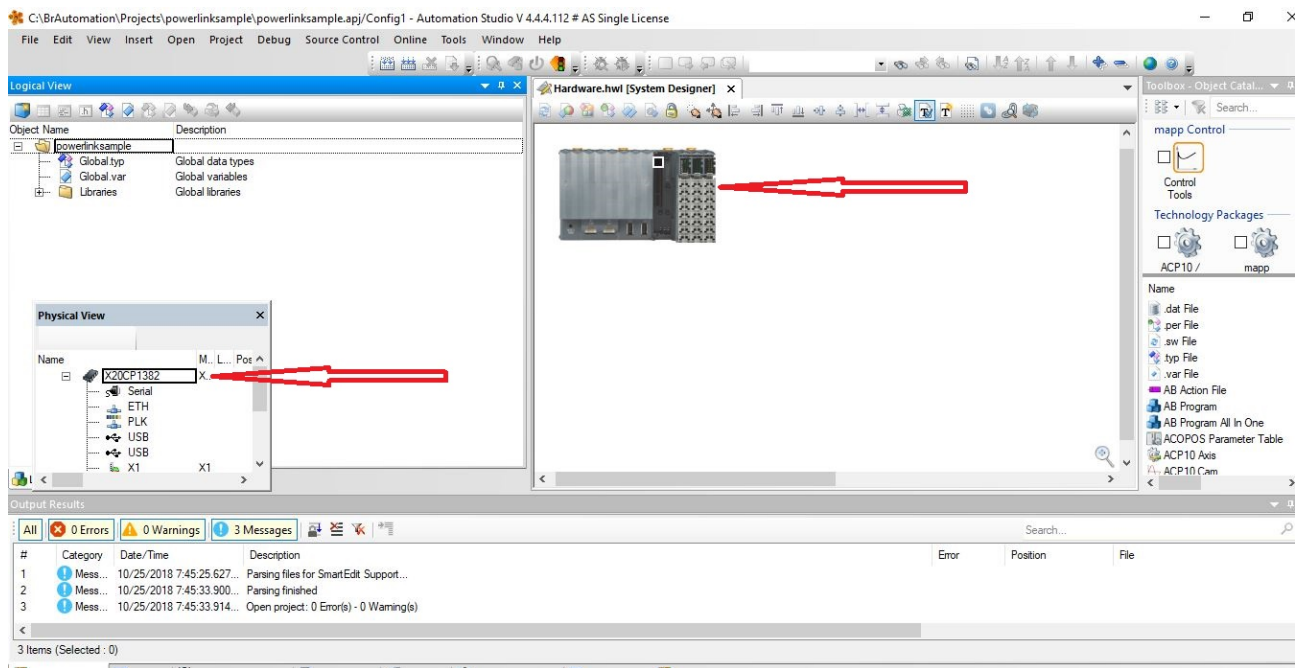 C:\BrAutomation\Projects\powerlinksample\powerlinksample.apj/Config1 - Automation Studio V 4.4.4.112 # AS Single License
File Edit View Insert Open Project Debug Source Control Online Tools Window Help
Logical View
Object Name Description
powerlinksample
Global.typ Global data types
Global.var Global variables
Libraries Global libraries
Physical View
Name M.. L... Pos
X20CP1382 X..
Serial
ETH
PLK
USB
USB
X1 X1
Hardware.hwl [System Designer]
Toolbox - Object Catal...
Search...
mapp Control
Control
Tools
Technology Packages
ACP10 / mapp
Name
.dat File
.per File
.sw File
.typ File
.var File
AB Action File
AB Program
AB Program All In One
ACOPOS Parameter Table
ACP10 Axis
ACP10 Cam
Output Results
All 0 Errors 0 Warnings 3 Messages Search...
# Category Date/Time Description Error Position File
1 Mess... 10/25/2018 7:45:25.627... Parsing files for SmartEdit Support...
2 Mess... 10/25/2018 7:45:33.900... Parsing finished
3 Mess... 10/25/2018 7:45:33.914... Open project: 0 Error(s) - 0 Warning(s)
3 Items (Selected : 0)